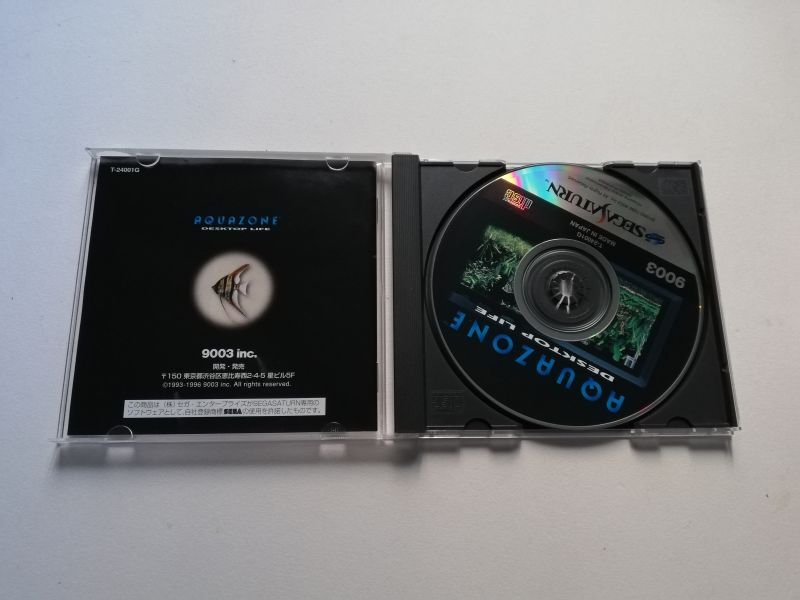 T-24001G
AQUAZONE
DESKTOP LIFE
9003 inc.
開発・発売
〒150 東京都渋谷区恵比寿西2-4-5 星ビル5F
©1993-1996 9003 inc. All rights reserved.
この商品は(株)セガ・エンタープライゼがSEGASATURN専用の
ソフトウェアとして、自社登録商標 SEGA の使用を許諾したものです。
SEGASATURN
T-24001G
MADE IN JAPAN
9003
AQUAZONE
DESKTOP LIFE